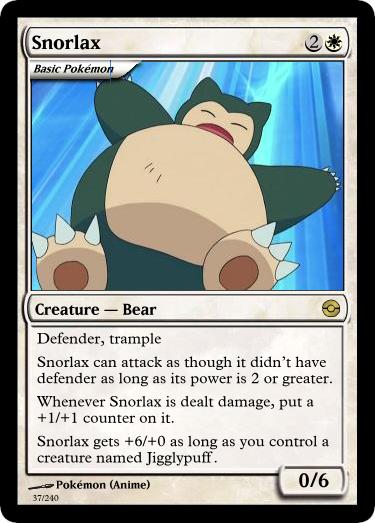 Snorlax 2
Basic Pokémon
Creature — Bear
Defender, trample
Snorlax can attack as though it didn't have
defender as long as its power is 2 or greater.
Whenever Snorlax is dealt damage, put a
+1/+1 counter on it.
Snorlax gets +6/+0 as long as you control a
creature named Jigglypuff.
Pokémon (Anime)
0/6
37/240